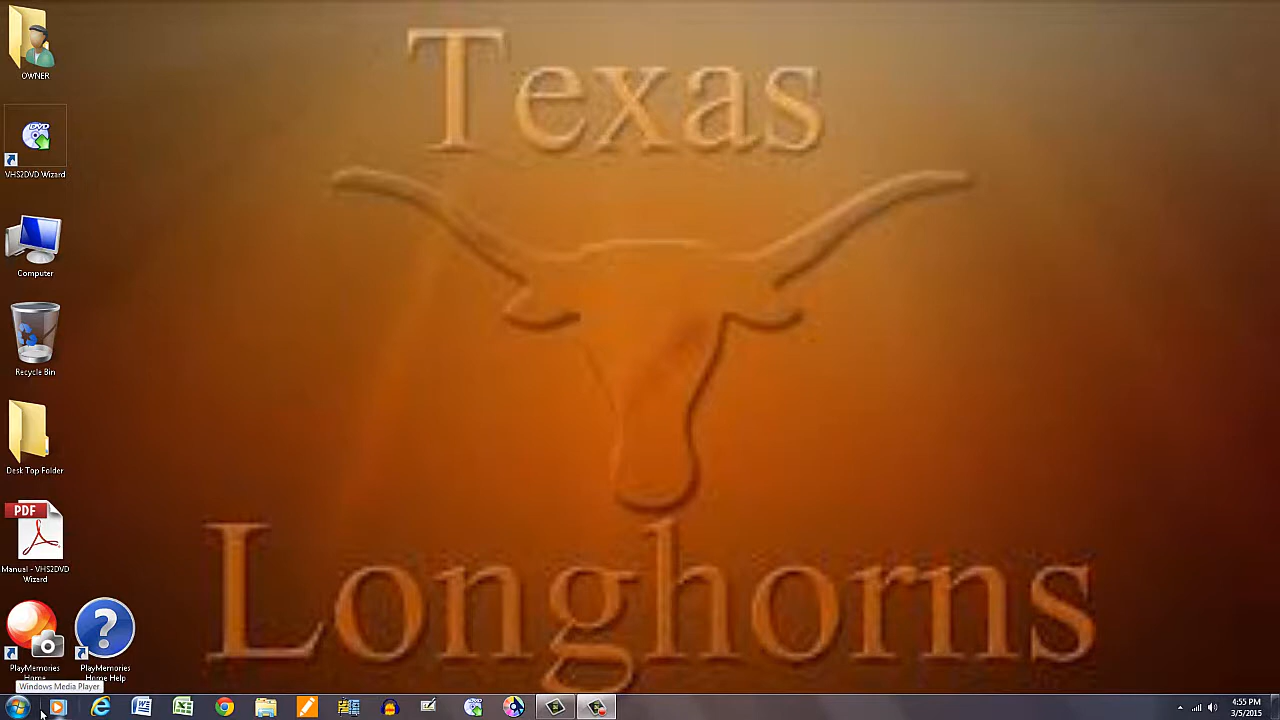 Texas
Longhorns
OWNER
DVD
VHS2DVD Wizard
Computer
Recycle Bin
Desk Top Folder
PDF
Manual - VHS2DVD
Wizard
PlayMemories
Home
PlayMemories
Home Help
Windows Media Player
4:55 PM
3/5/2015